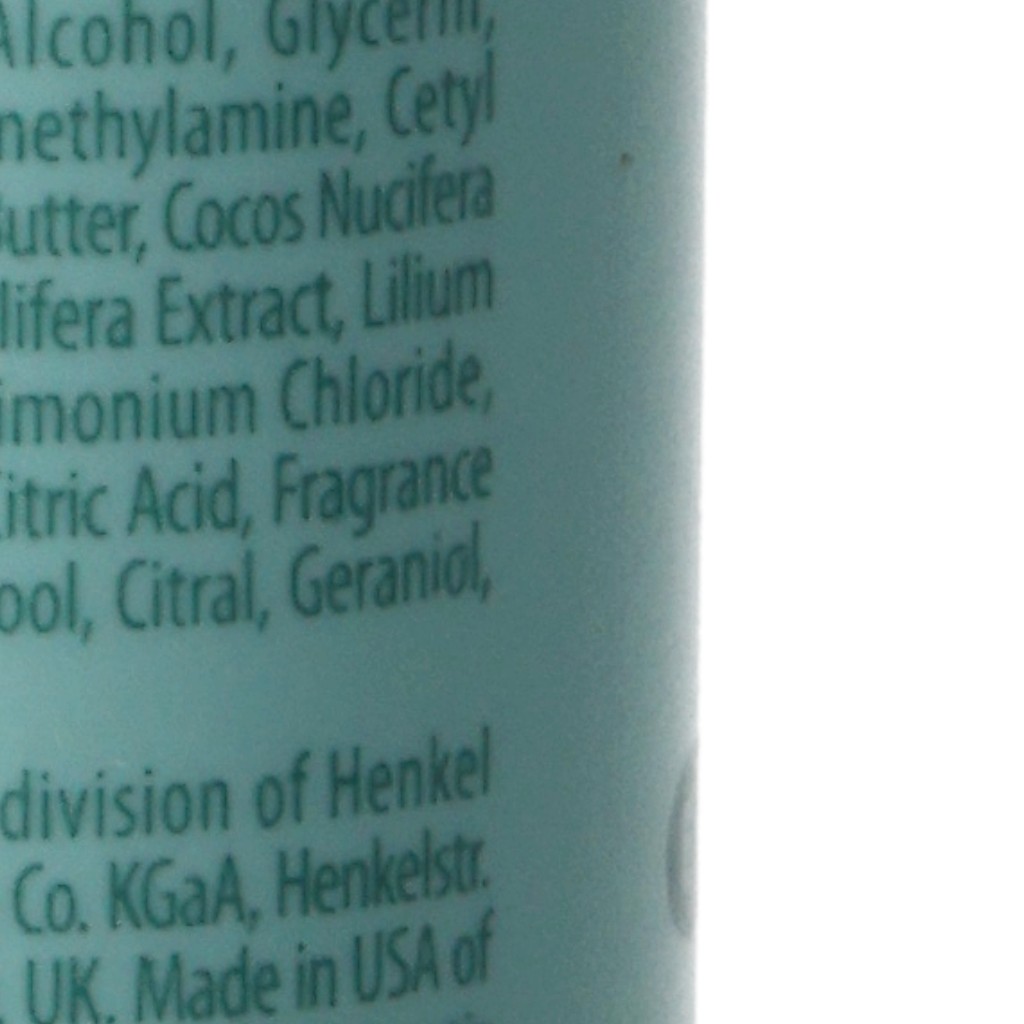 Alcohol, Glycerin,
nethylamine, Cetyl
Butter, Cocos Nucifera
lifera Extract, Lilium
imonium Chloride,
Citric Acid, Fragrance
ool, Citral, Geraniol,
division of Henkel
Co. KGaA, Henkelstr.
UK. Made in USA of